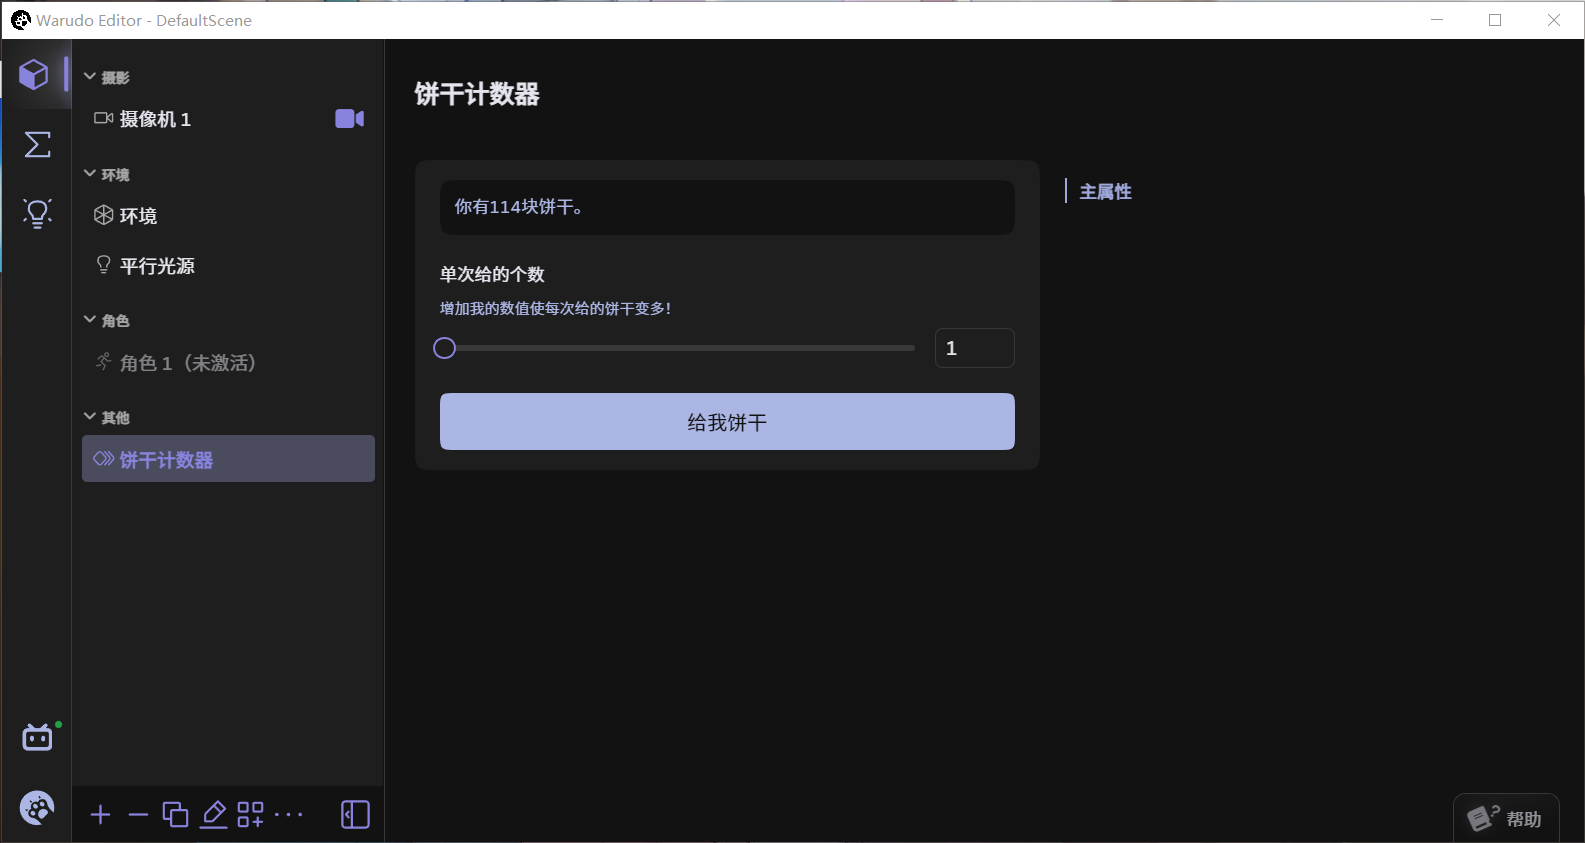 Warudo Editor - DefaultScene
摄影
摄像机 1
环境
环境
平行光源
角色
角色 1（未激活）
其他
饼干计数器
饼干计数器
你有114块饼干。
单次给的个数
增加我的数值使每次给的饼干变多！
1
给我饼干
主属性
帮助